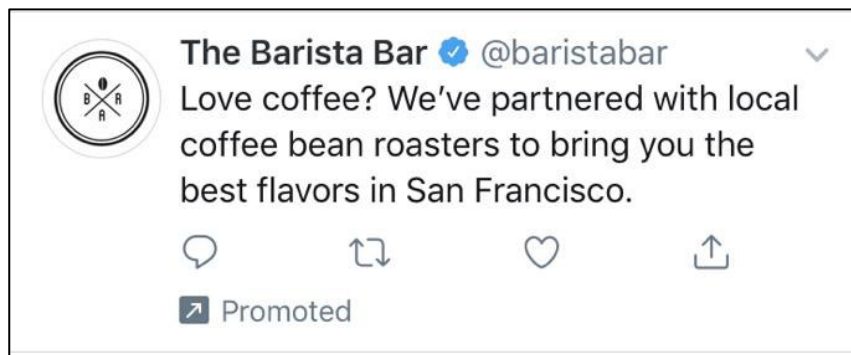 The Barista Bar @baristabar
B R
A
Love coffee? We’ve partnered with local
coffee bean roasters to bring you the
best flavors in San Francisco.
Promoted